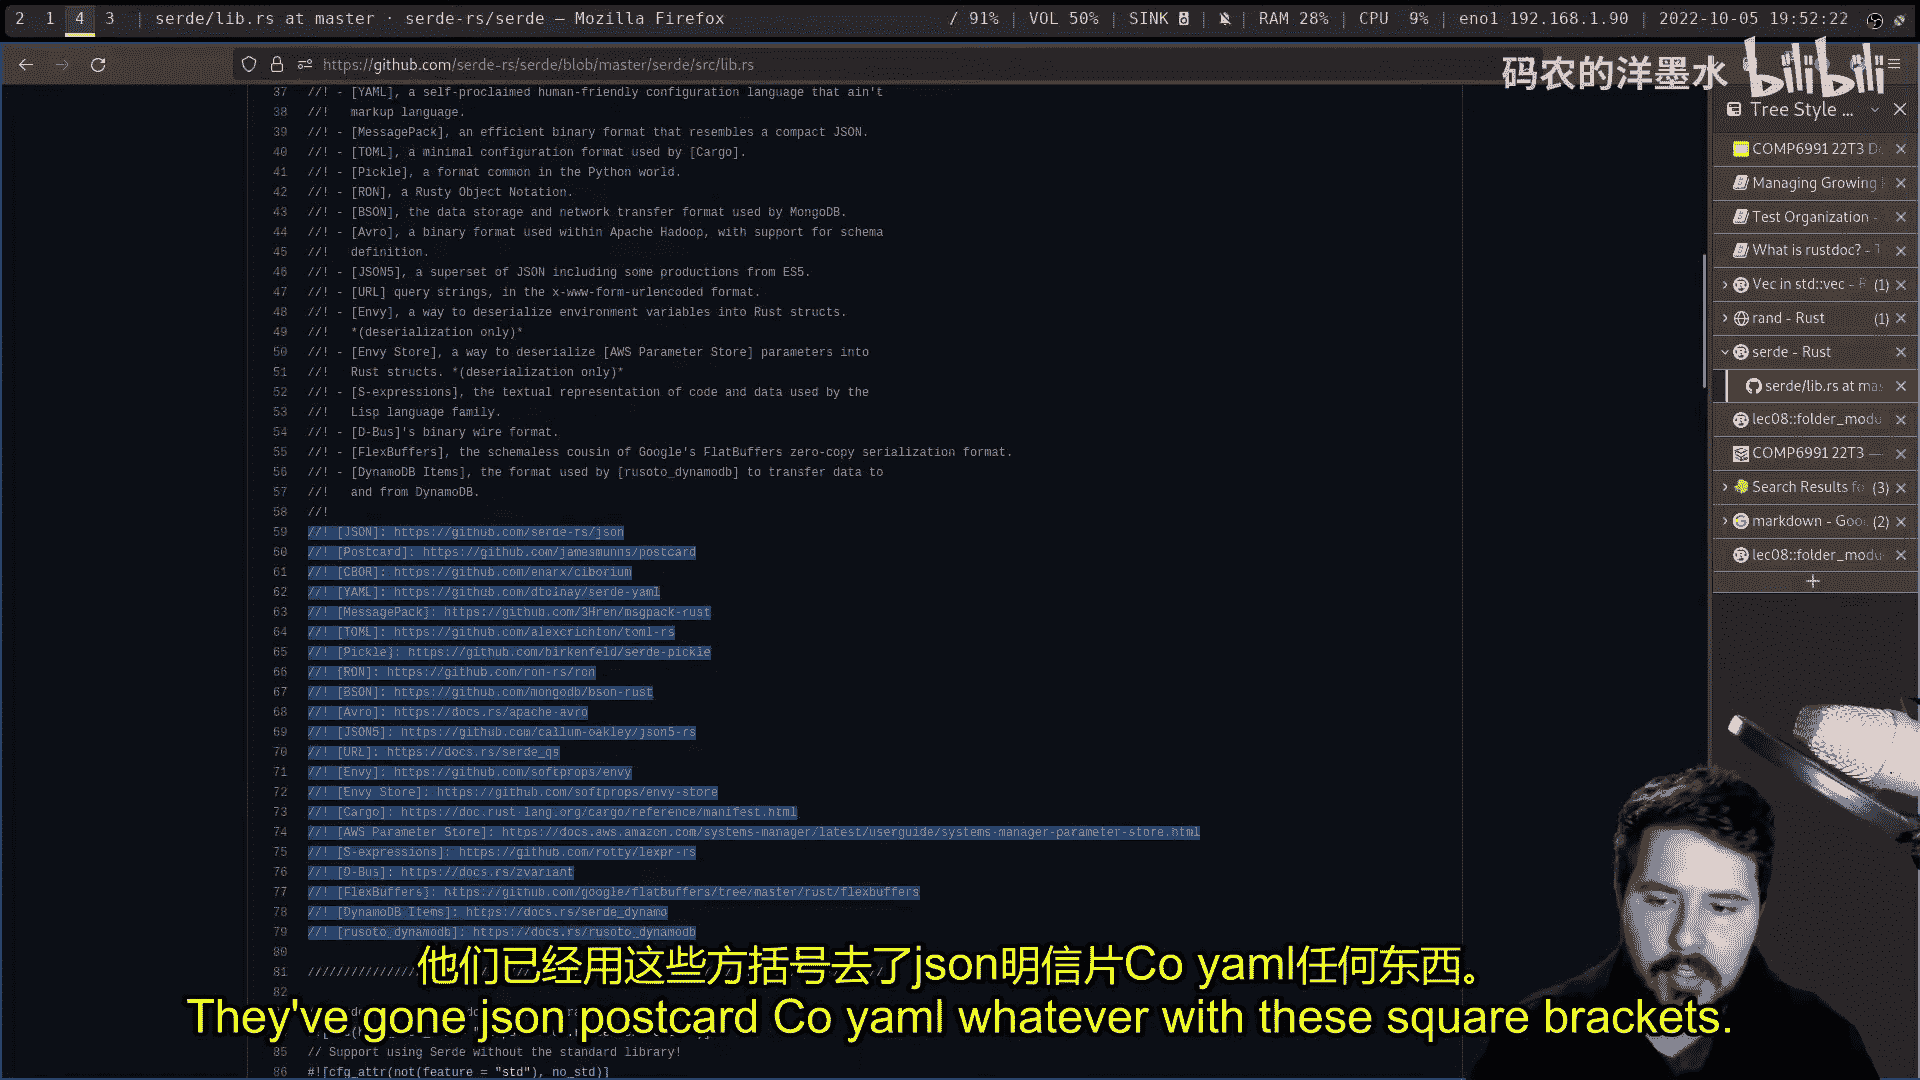 2 1 4 3 | serde/lib.rs at master · serde-rs/serde — Mozilla Firefox
/ 91% | VOL 50% | SINK | | RAM 28% | CPU 9% | eno1 192.168.1.90 | 2022-10-05 19:52:22
https://github.com/serde-rs/serde/blob/master/serde/src/lib.rs
码农的洋墨水 bilibili
37 //! - [YAML], a self-proclaimed human-friendly configuration language that ain't
38 //!   markup language.
39 //! - [MessagePack], an efficient binary format that resembles a compact JSON.
40 //! - [TOML], a minimal configuration format used by [Cargo].
41 //! - [Pickle], a format common in the Python world.
42 //! - [RON], a Rusty Object Notation.
43 //! - [BSON], the data storage and network transfer format used by MongoDB.
44 //! - [Avro], a binary format used within Apache Hadoop, with support for schema
45 //!   definition.
46 //! - [JSON5], a superset of JSON including some productions from ES5.
47 //! - [URL] query strings, in the x-www-form-urlencoded format.
48 //! - [Envy], a way to deserialize environment variables into Rust structs.
49 //!   *(deserialization only)*
50 //! - [Envy Store], a way to deserialize [AWS Parameter Store] parameters into
51 //!   Rust structs. *(deserialization only)*
52 //! - [S-expressions], the textual representation of code and data used by the
53 //!   Lisp language family.
54 //! - [D-Bus]'s binary wire format.
55 //! - [FlexBuffers], the schemaless cousin of Google's FlatBuffers zero-copy serialization format.
56 //! - [DynamoDB Items], the format used by [rusoto_dynamodb] to transfer data to
57 //!   and from DynamoDB.
58 //!
59 //! [JSON]: https://github.com/serde-rs/json
60 //! [Postcard]: https://github.com/jamesmunns/postcard
61 //! [CBOR]: https://github.com/enarx/ciborium
62 //! [YAML]: https://github.com/dtolnay/serde-yaml
63 //! [MessagePack]: https://github.com/3Hren/msgpack-rust
64 //! [TOML]: https://github.com/alexcrichton/toml-rs
65 //! [Pickle]: https://github.com/birkenfeld/serde-pickle
66 //! [RON]: https://github.com/ron-rs/ron
67 //! [BSON]: https://github.com/mongodb/bson-rust
68 //! [Avro]: https://docs.rs/apache-avro
69 //! [JSON5]: https://github.com/callum-oakley/json5-rs
70 //! [URL]: https://docs.rs/serde_qs
71 //! [Envy]: https://github.com/softprops/envy
72 //! [Envy Store]: https://github.com/softprops/envy-store
73 //! [Cargo]: https://doc.rust-lang.org/cargo/reference/manifest.html
74 //! [AWS Parameter Store]: https://docs.aws.amazon.com/systems-manager/latest/userguide/systems-manager-parameter-store.html
75 //! [S-expressions]: https://github.com/rotty/lexpr-rs
76 //! [D-Bus]: https://docs.rs/zvariant
77 //! [FlexBuffers]: https://github.com/google/flatbuffers/tree/master/rust/flexbuffers
78 //! [DynamoDB Items]: https://docs.rs/serde_dynamo
79 //! [rusoto_dynamodb]: https://docs.rs/rusoto_dynamodb
80
81
82
85 // Support using Serde without the standard library!
86 #![cfg_attr(not(feature = "std"), no_std)]
Tree Style ...
COMP6991 22T3
Managing Growing
Test Organization -
What is rustdoc? -
Vec in std::vec - (1)
rand - Rust (1)
serde - Rust
serde/lib.rs at mas
lec08::folder_modu
COMP6991 22T3 —
Search Results fo (3)
markdown - Goo (2)
lec08::folder_modu
+
他们已经用这些方括号去了json明信片Co yaml任何东西。
They've gone json postcard Co yaml whatever with these square brackets.